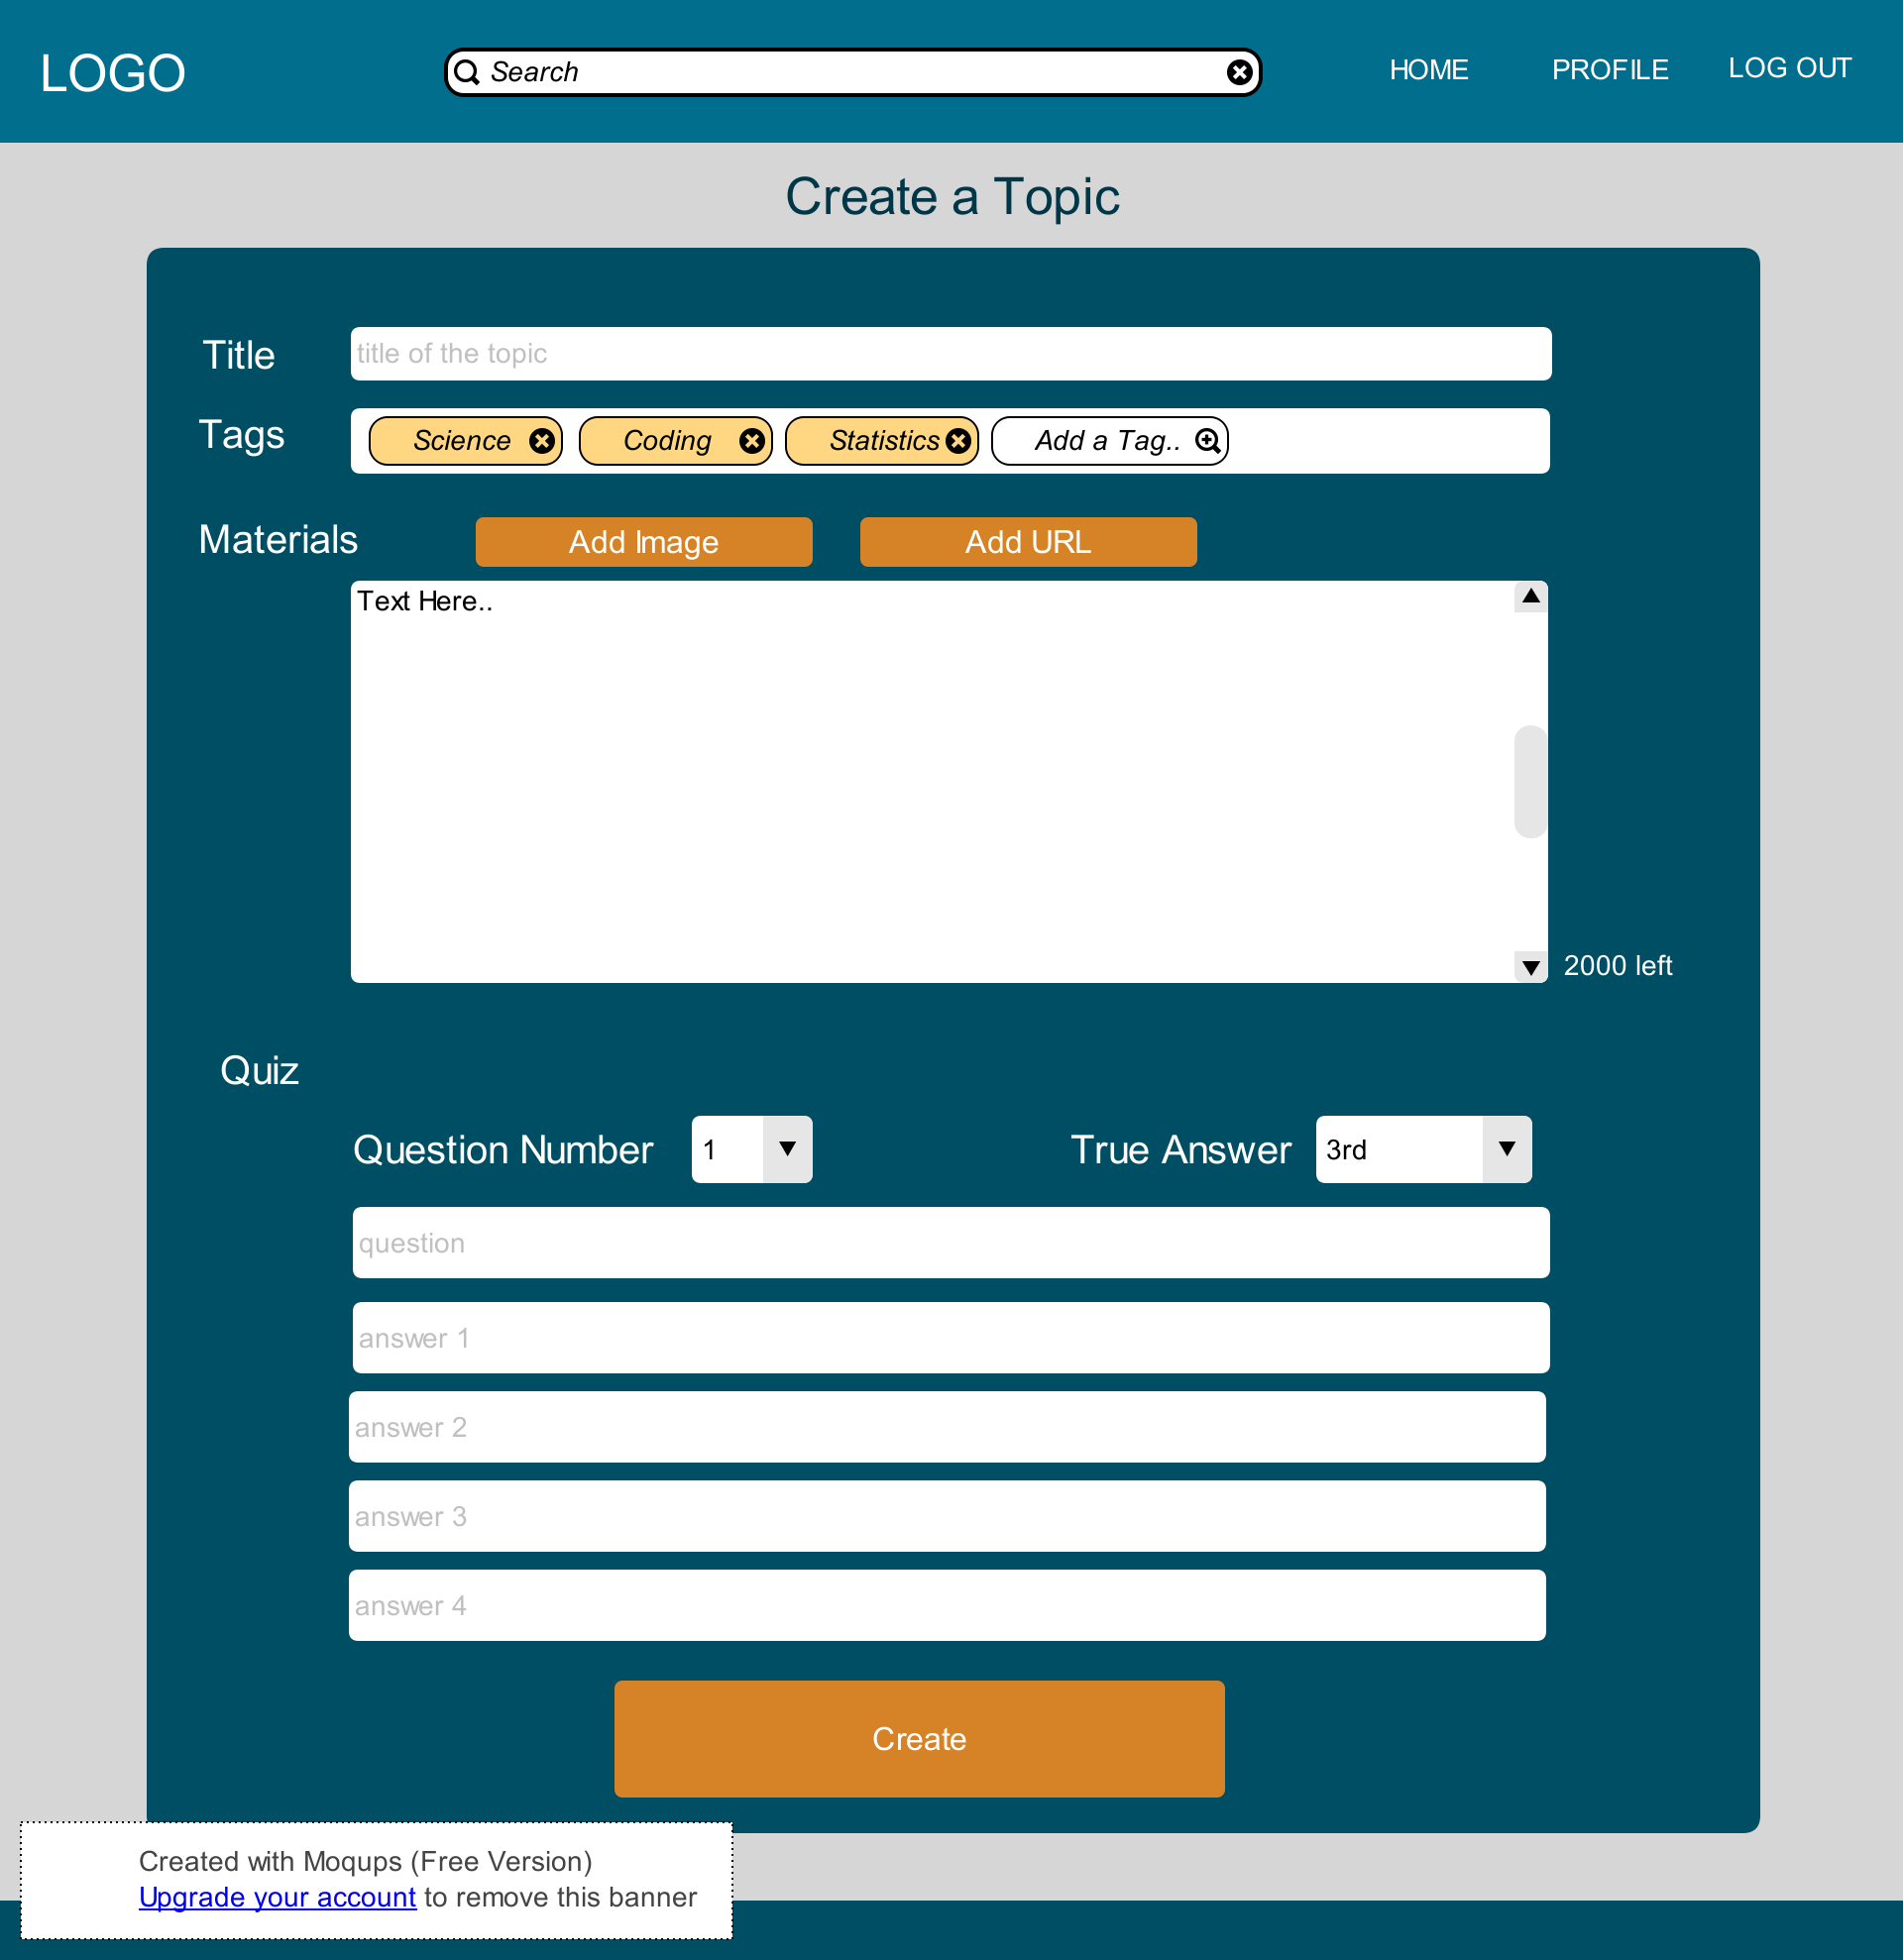 LOGO
Search
HOME
PROFILE
LOG OUT
Create a Topic
Title
title of the topic
Tags
Science
Coding
Statistics
Add a Tag..
Materials
Add Image
Add URL
Text Here..
2000 left
Quiz
Question Number
1
True Answer
3rd
question
answer 1
answer 2
answer 3
answer 4
Create
Created with Moqups (Free Version)
Upgrade your account to remove this banner